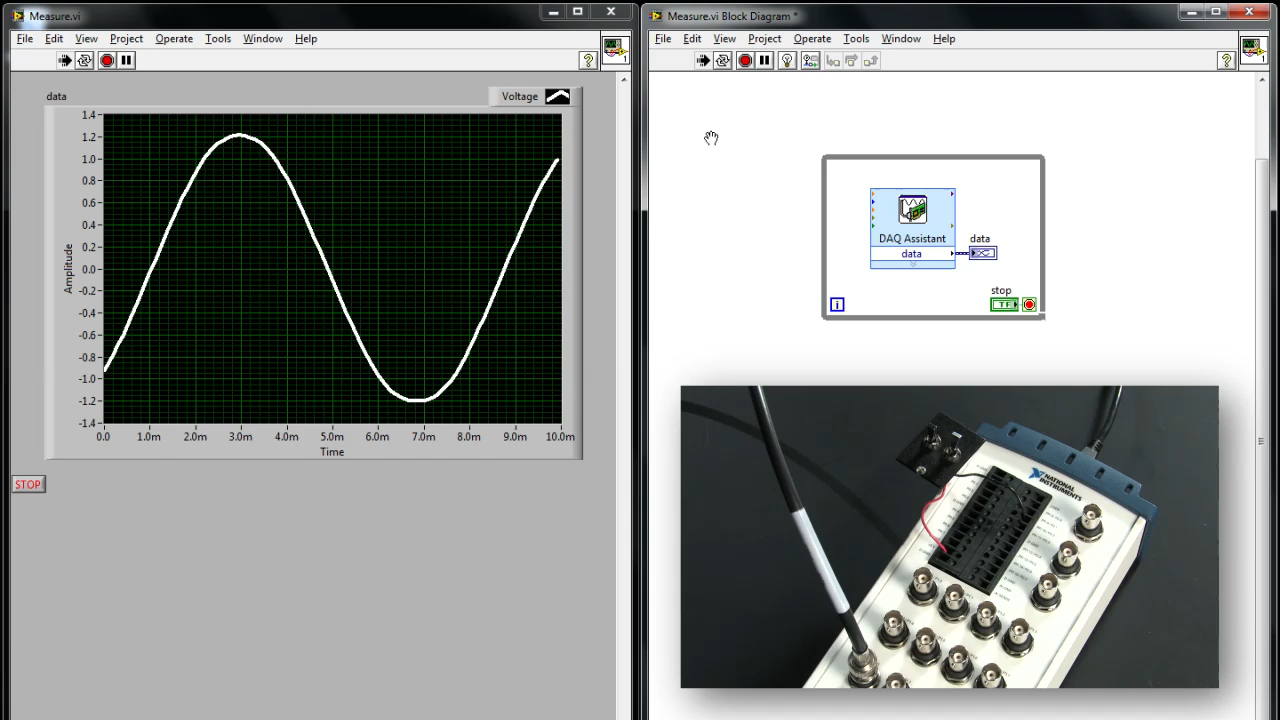 Measure.vi
File Edit View Project Operate Tools Window Help
?
1
data
Voltage
1.4
1.2
1.0
0.8
0.6
0.4
0.2
0.0
-0.2
-0.4
-0.6
-0.8
-1.0
-1.2
-1.4
Amplitude
0.0 1.0m 2.0m 3.0m 4.0m 5.0m 6.0m 7.0m 8.0m 9.0m 10.0m
Time
STOP
Measure.vi Block Diagram *
File Edit View Project Operate Tools Window Help
?
1
DAQ Assistant
data
data
stop
TF
i
NATIONAL
INSTRUMENTS